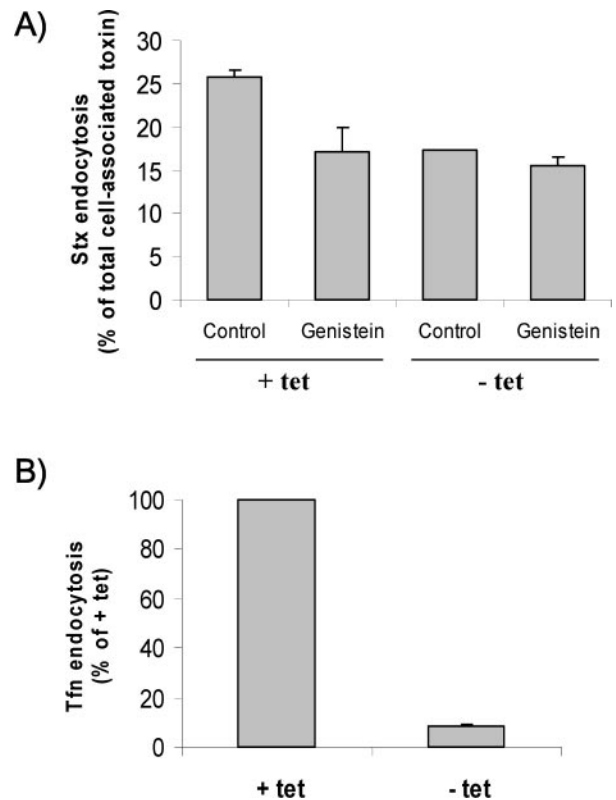 A)
Stx endocytosis
(% of total cell-associated toxin)
30
25
20
15
10
5
0
Control Genistein Control Genistein
+ tet - tet
B)
Tfn endocytosis
(% of + tet)
100
80
60
40
20
0
+ tet - tet